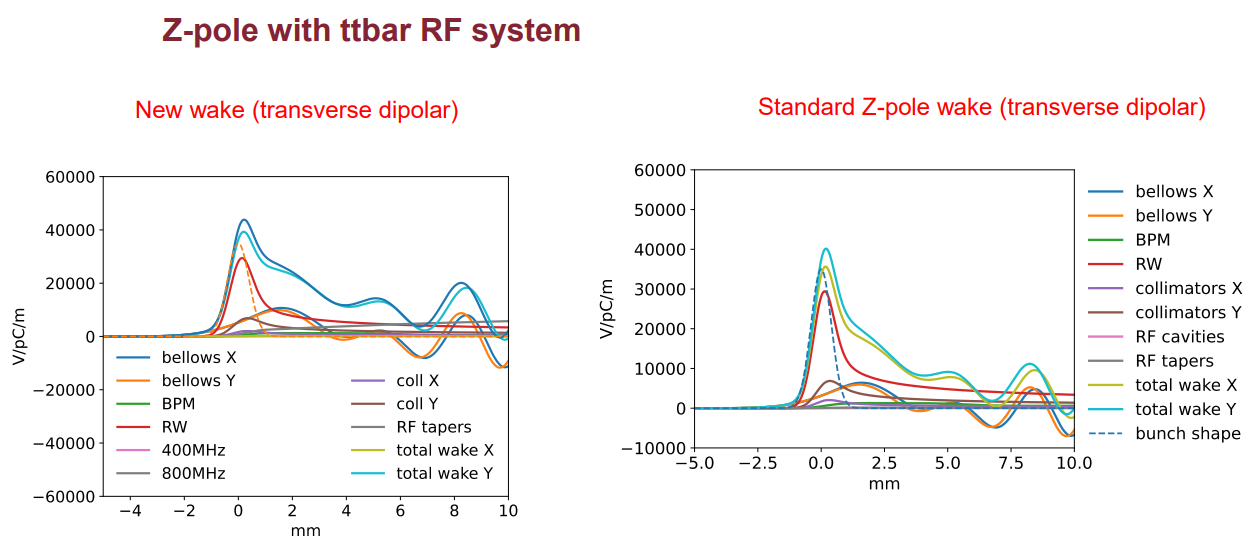 Z-pole with ttbar RF system
New wake (transverse dipolar)
Standard Z-pole wake (transverse dipolar)
60000
40000
20000
0
−20000
−40000
−60000
V/pC/m
bellows X
bellows Y
BPM
RW
400MHz
800MHz
coll X
coll Y
RF tapers
total wake X
total wake Y
−4 −2 0 2 4 6 8 10
mm
60000
50000
40000
30000
20000
10000
0
−10000
V/pC/m
−5.0 −2.5 0.0 2.5 5.0 7.5 10.0
mm
bellows X
bellows Y
BPM
RW
collimators X
collimators Y
RF cavities
RF tapers
total wake X
total wake Y
bunch shape